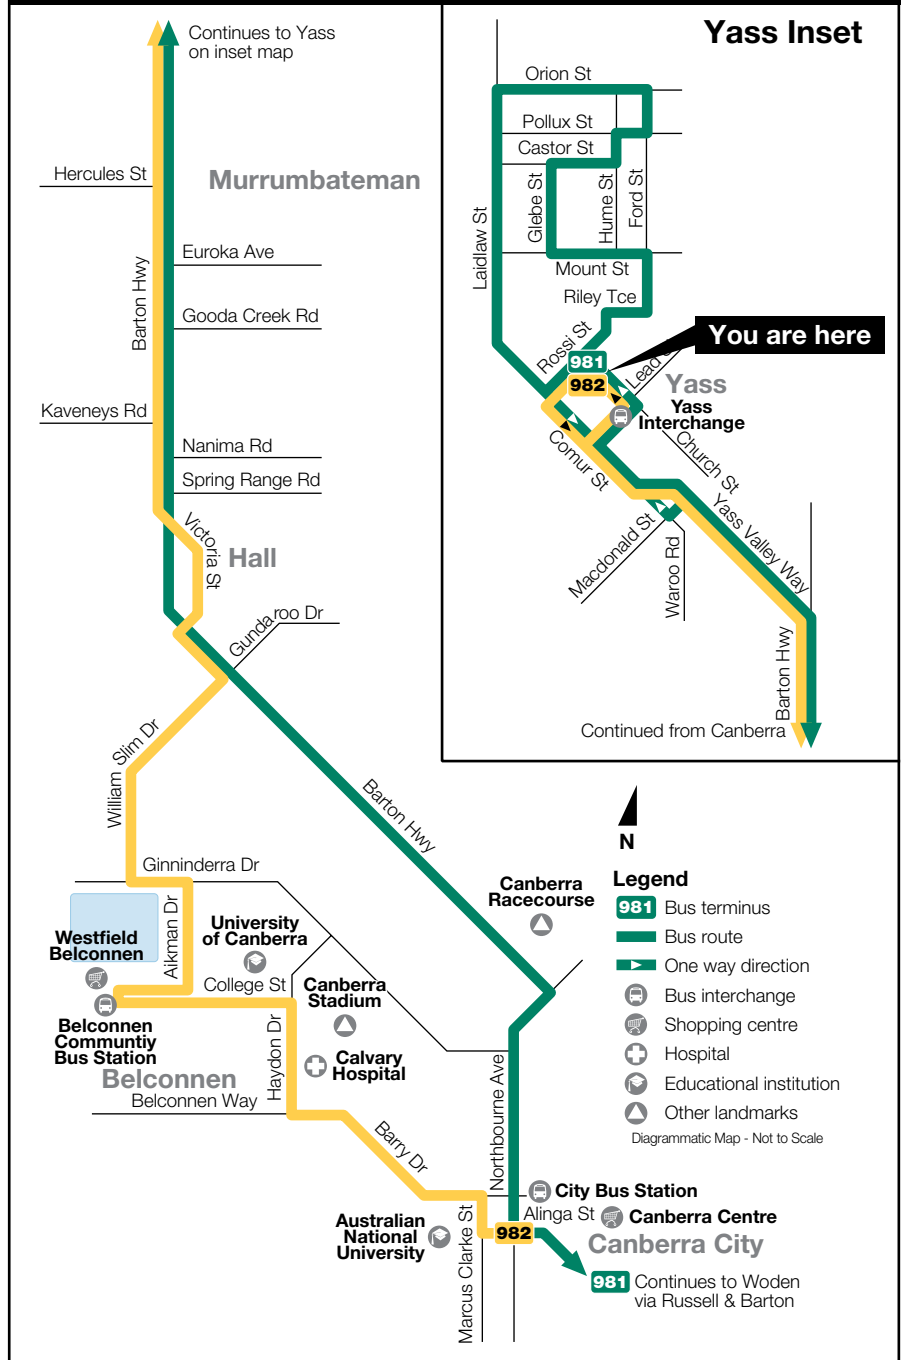 Continues to Yass
on inset map
Hercules St
Murrumbateman
Euroka Ave
Barton Hwy
Gooda Creek Rd
Kaveneys Rd
Nanima Rd
Spring Range Rd
Victoria St
Hall
Gundaroo Dr
William Slim Dr
Barton Hwy
Ginninderra Dr
Aikman Dr
Westfield
Belconnen
University
of Canberra
College St
Canberra
Stadium
Belconnen
Communtiy
Bus Station
Haydon Dr
Calvary
Hospital
Belconnen
Belconnen Way
Barry Dr
Northbourne Ave
Canberra
Racecourse
City Bus Station
Alinga St
Canberra Centre
Australian
National
University
Marcus Clarke St
982
Canberra City
981
Continues to Woden
via Russell & Barton
Yass Inset
Orion St
Pollux St
Castor St
Glebe St
Hume St
Ford St
Laidlaw St
Mount St
Riley Tce
Rossi St
You are here
981
982
Lead St
Yass
Yass
Interchange
Church St
Comur St
Macdonald St
Waroo Rd
Yass Valley Way
Barton Hwy
Continued from Canberra
N
Legend
981 Bus terminus
Bus route
One way direction
Bus interchange
Shopping centre
Hospital
Educational institution
Other landmarks
Diagrammatic Map - Not to Scale